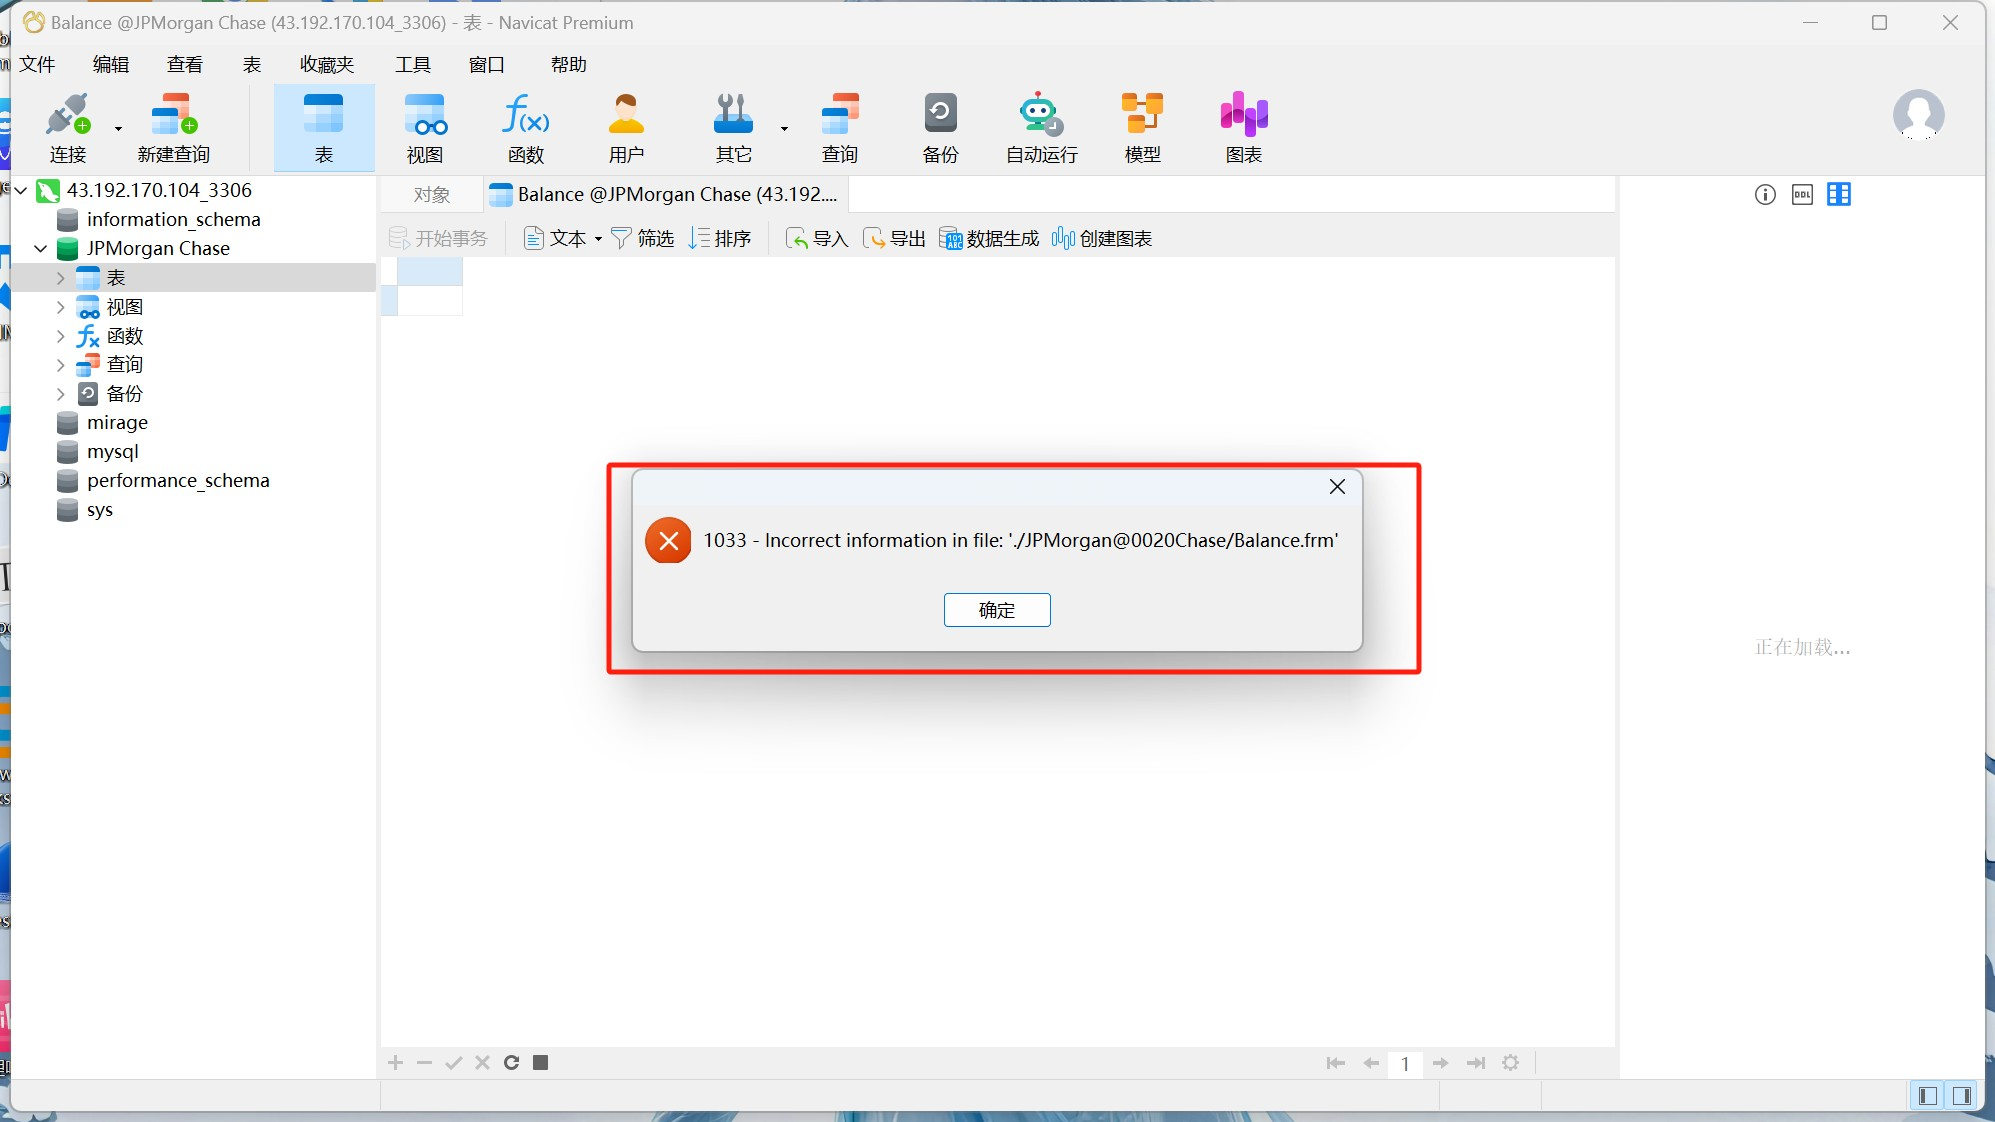 Balance @JPMorgan Chase (43.192.170.104_3306) - 表 - Navicat Premium
文件 编辑 查看 表 收藏夹 工具 窗口 帮助
连接 新建查询 表 视图 函数 用户 其它 查询 备份 自动运行 模型 图表
43.192.170.104_3306
information_schema
JPMorgan Chase
表
视图
函数
查询
备份
mirage
mysql
performance_schema
sys
对象 Balance @JPMorgan Chase (43.192....
开始事务 文本 筛选 排序 导入 导出 数据生成 创建图表
1033 - Incorrect information in file: './JPMorgan@0020Chase/Balance.frm'
确定
正在加载...
1